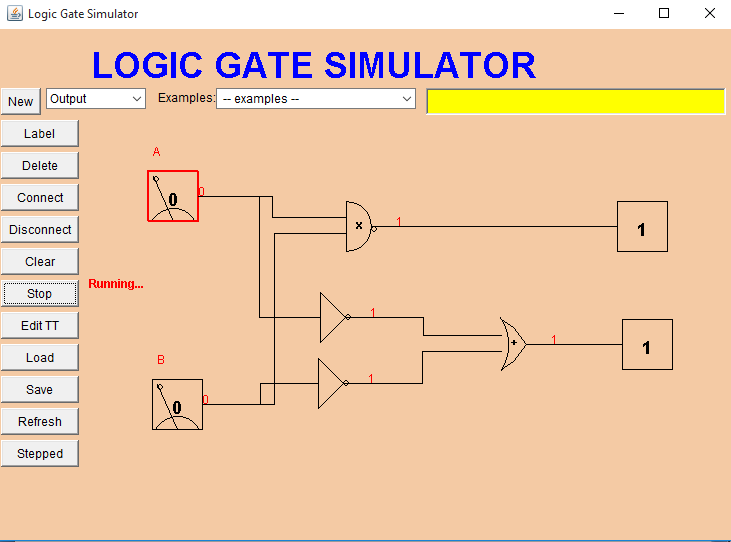 Logic Gate Simulator
LOGIC GATE SIMULATOR
New
Output
Examples:
-- examples --
Label
Delete
Connect
Disconnect
Clear
Stop
Edit TT
Load
Save
Refresh
Stepped
Running...
A
0
0
x
1
1
1
1
+
1
1
B
0
0